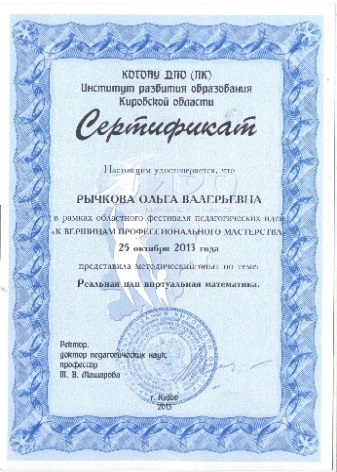 КОГОАУ ДПО (ПК)
Институт развития образования
Кировской области
Сертификат
Настоящим удостоверяется, что
РЫЧКОВА ОЛЬГА ВАЛЕРЬЕВНА
в рамках областного фестиваля педагогических идей
«К ВЕРШИНАМ ПРОФЕССИОНАЛЬНОГО МАСТЕРСТВА»
25 октября 2013 года
представила методический опыт по теме:
Реальная или виртуальная математика.
Ректор,
доктор педагогических наук,
профессор
Т. В. Машарова
г. Киров
2013